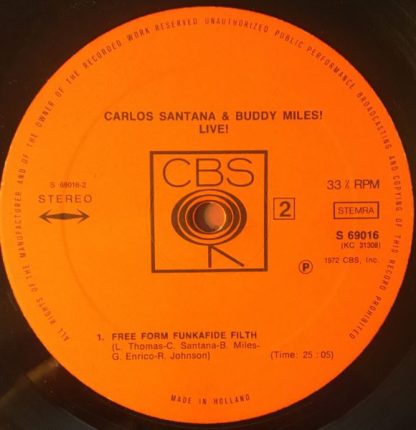 ALL RIGHTS OF THE MANUFACTURER AND OF THE OWNER OF THE RECORDED WORK RESERVED UNAUTHORIZED PUBLIC PERFORMANCE BROADCASTING AND COPYING OF THIS RECORD PROHIBITED
CARLOS SANTANA & BUDDY MILES!
LIVE!
CBS
S 69016-2
STEREO
2
33⅓ RPM
STEMRA
S 69016
(KC 31308)
℗
1972 CBS, Inc.
1. FREE FORM FUNKAFIDE FILTH
(L. Thomas-C. Santana-B. Miles-
G. Enrico-R. Johnson) (Time: 25:05)
MADE IN HOLLAND